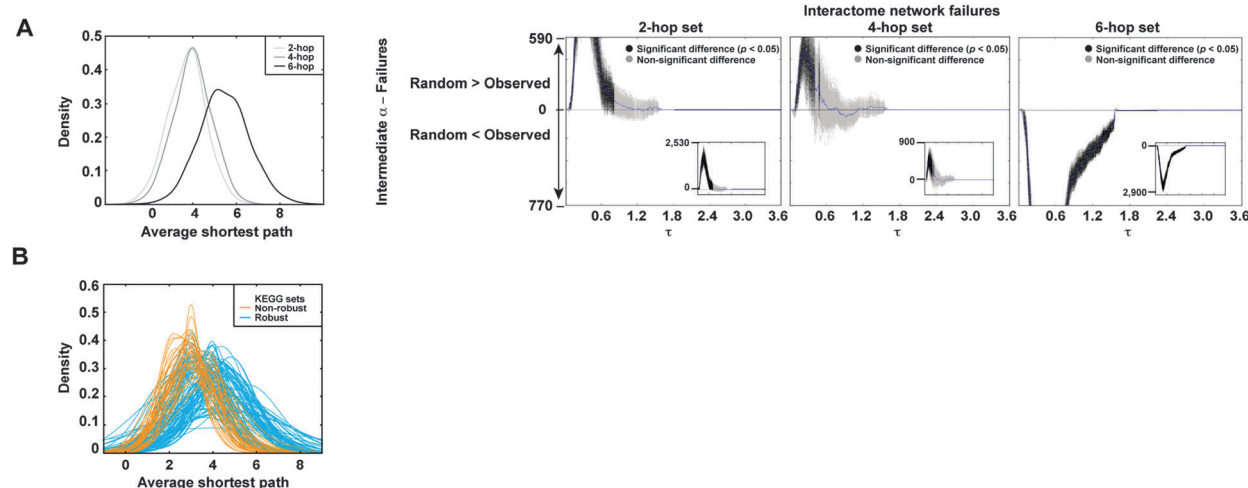 A
0.5
0.4
0.3
0.2
0.1
0
Density
2-hop
4-hop
6-hop
0 4 6 8
Average shortest path
Interactome network failures
2-hop set 4-hop set 6-hop set
Intermediate α – Failures
590
Random > Observed
0
Random < Observed
770
Significant difference (p < 0.05)
Non-significant difference
2,530
0
0.6 1.2 1.8 2.4 3.0 3.6
τ
Significant difference (p < 0.05)
Non-significant difference
900
0
0.6 1.2 1.8 2.4 3.0 3.6
τ
Significant difference (p < 0.05)
Non-significant difference
0
2,900
0.6 1.2 1.8 2.4 3.0 3.6
τ
B
0.6
0.5
0.4
0.3
0.2
0.1
0
Density
KEGG sets
Non-robust
Robust
0 2 4 6 8
Average shortest path